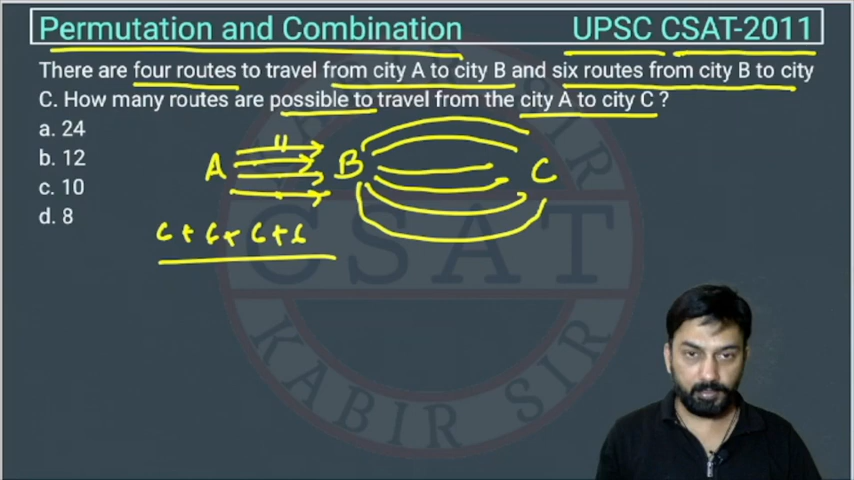 Permutation and Combination UPSC CSAT-2011
There are four routes to travel from city A to city B and six routes from city B to city
C. How many routes are possible to travel from the city A to city C ?
a. 24
b. 12
c. 10
d. 8
A B C
6 + 6 + 6 + 6
CSAT
KABIR SIR